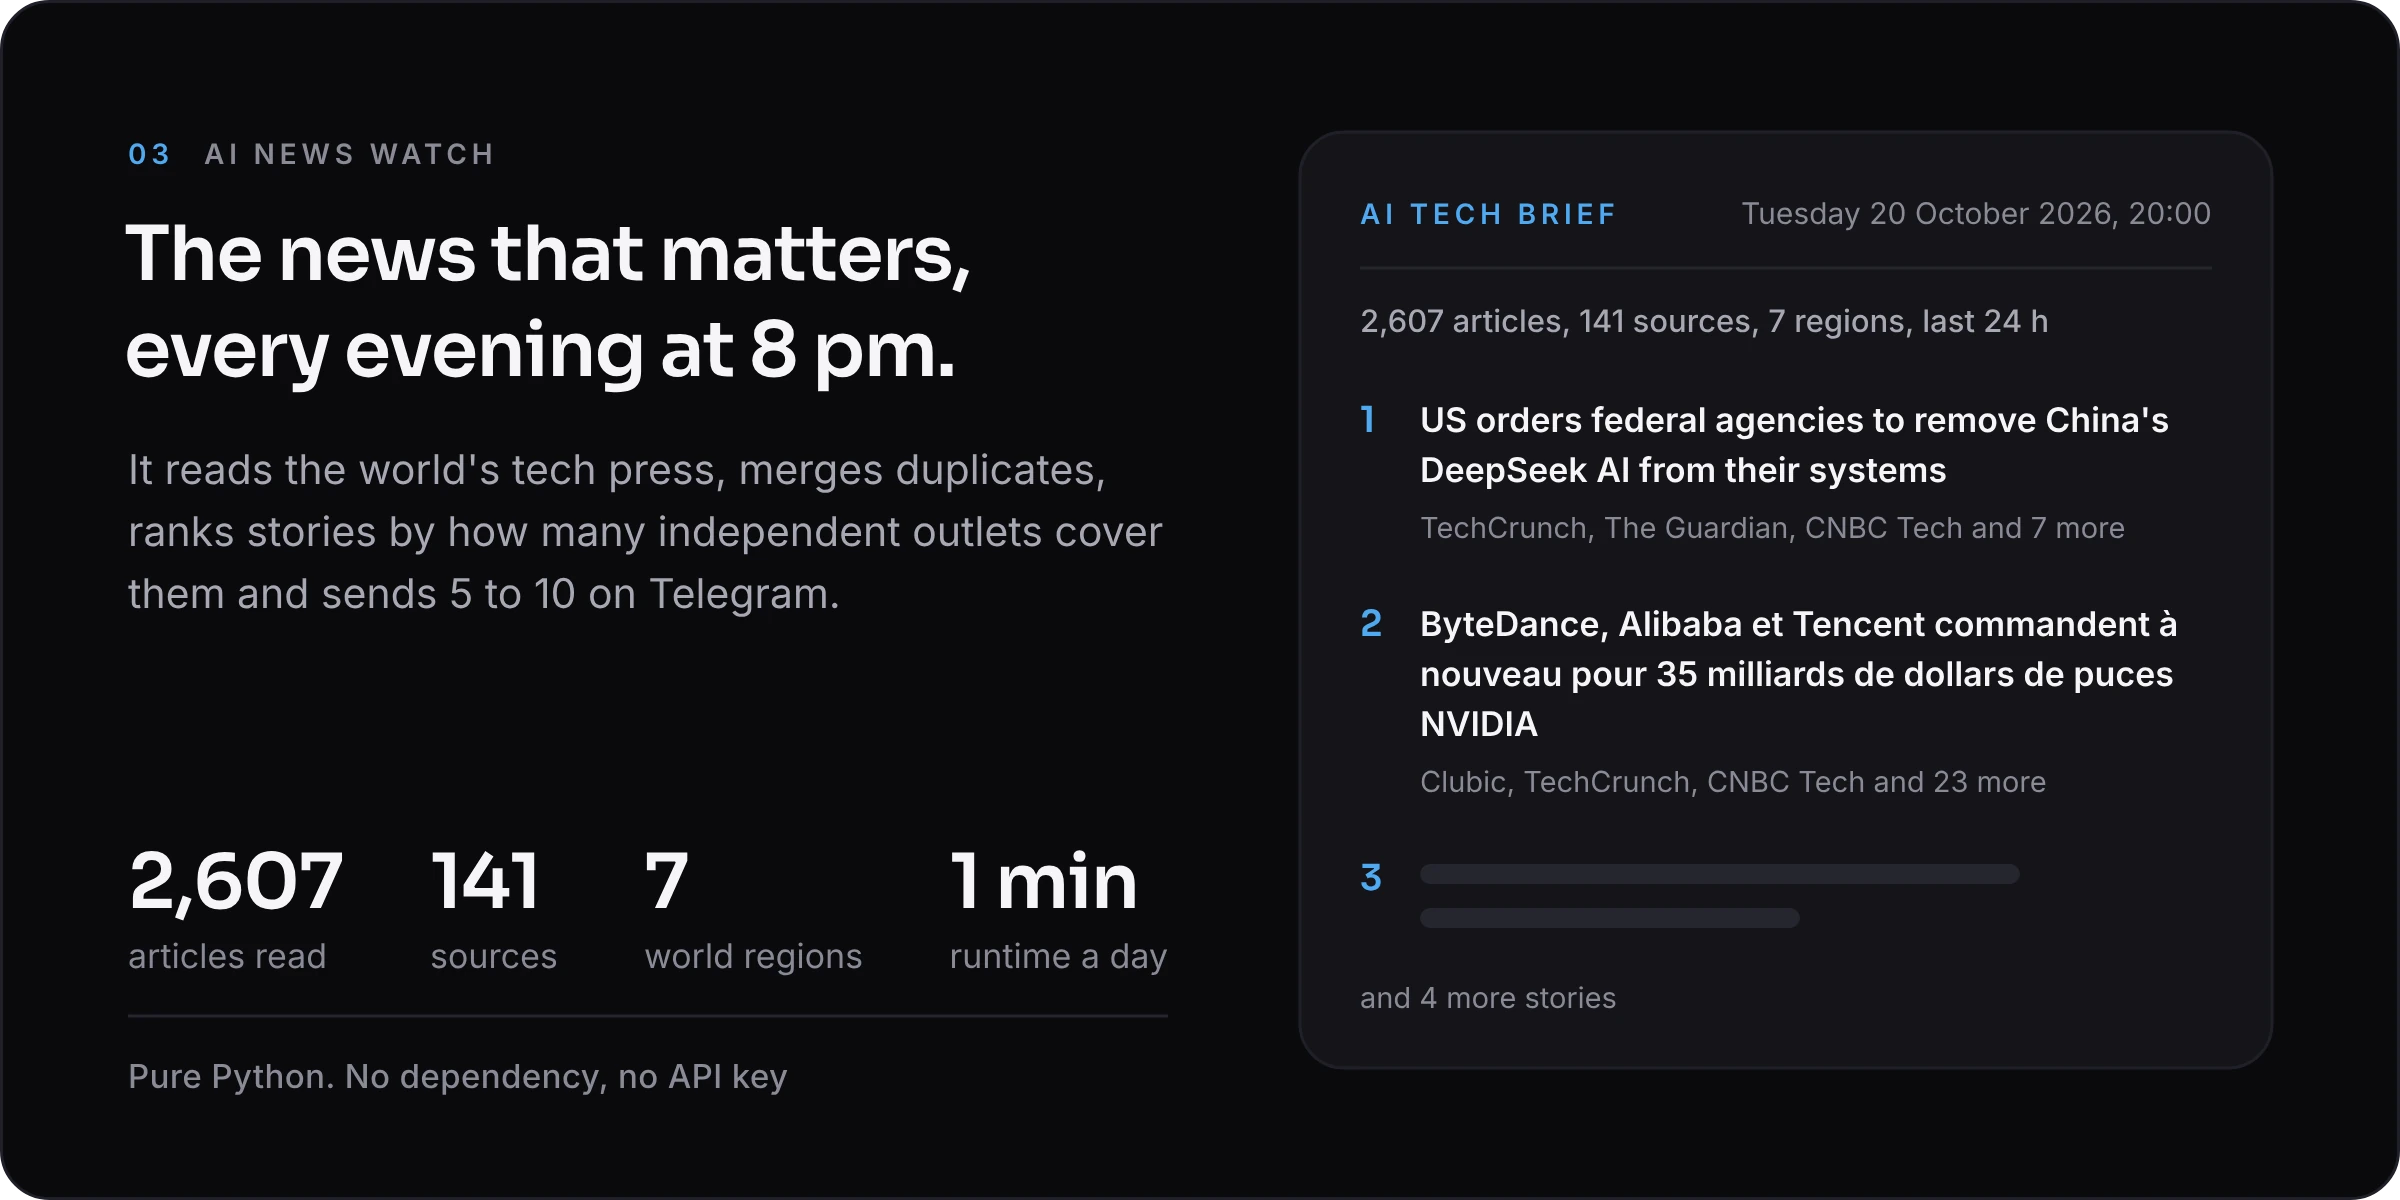 03 AI NEWS WATCH
The news that matters,
every evening at 8 pm.
It reads the world's tech press, merges duplicates,
ranks stories by how many independent outlets cover
them and sends 5 to 10 on Telegram.
2,607 141 7 1 min
articles read sources world regions runtime a day
Pure Python. No dependency, no API key
AI TECH BRIEF Tuesday 20 October 2026, 20:00
2,607 articles, 141 sources, 7 regions, last 24 h
1 US orders federal agencies to remove China's
DeepSeek AI from their systems
TechCrunch, The Guardian, CNBC Tech and 7 more
2 ByteDance, Alibaba et Tencent commandent à
nouveau pour 35 milliards de dollars de puces
NVIDIA
Clubic, TechCrunch, CNBC Tech and 23 more
3
and 4 more stories